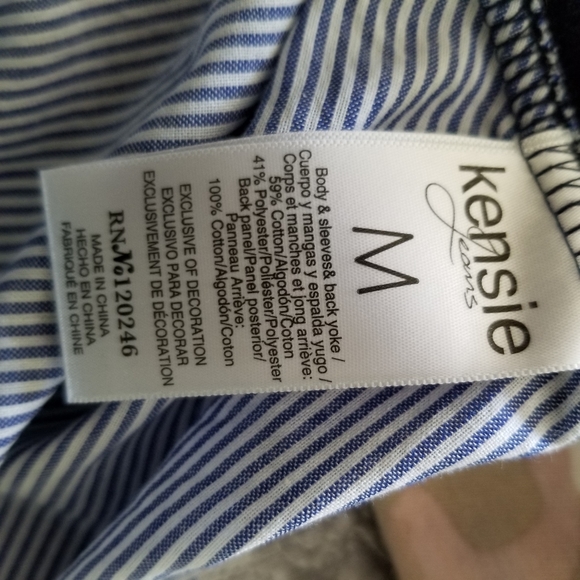 kensie
Jeans
M
Body & sleeves& back yoke /
Cuerpo y mangas y espalda yugo /
Corps et manches et jong arrière:
59% Cotton/Algodón/Coton
41% Polyester/Poliéster/Polyester
Back panel/Panel posterior/
Panneau Arrieve:
100% Cotton/Algodón/Coton
EXCLUSIVE OF DECORATION
EXCLUSIVO PARA DECORAR
EXCLUSIVEMENT DE DÉCORATION
RN№120246
MADE IN CHINA
HECHO EN CHINA
FABRIQUÉ EN CHINE